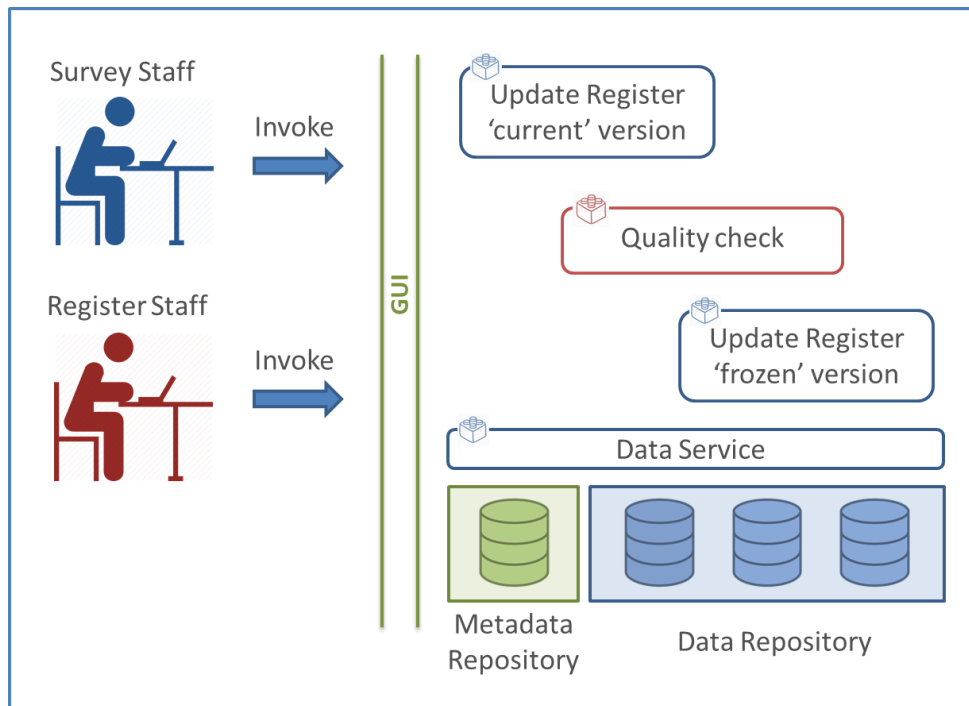 Survey Staff
Invoke
Register Staff
Invoke
GUI
Update Register
‘current’ version
Quality check
Update Register
‘frozen’ version
Data Service
Metadata
Repository
Data Repository